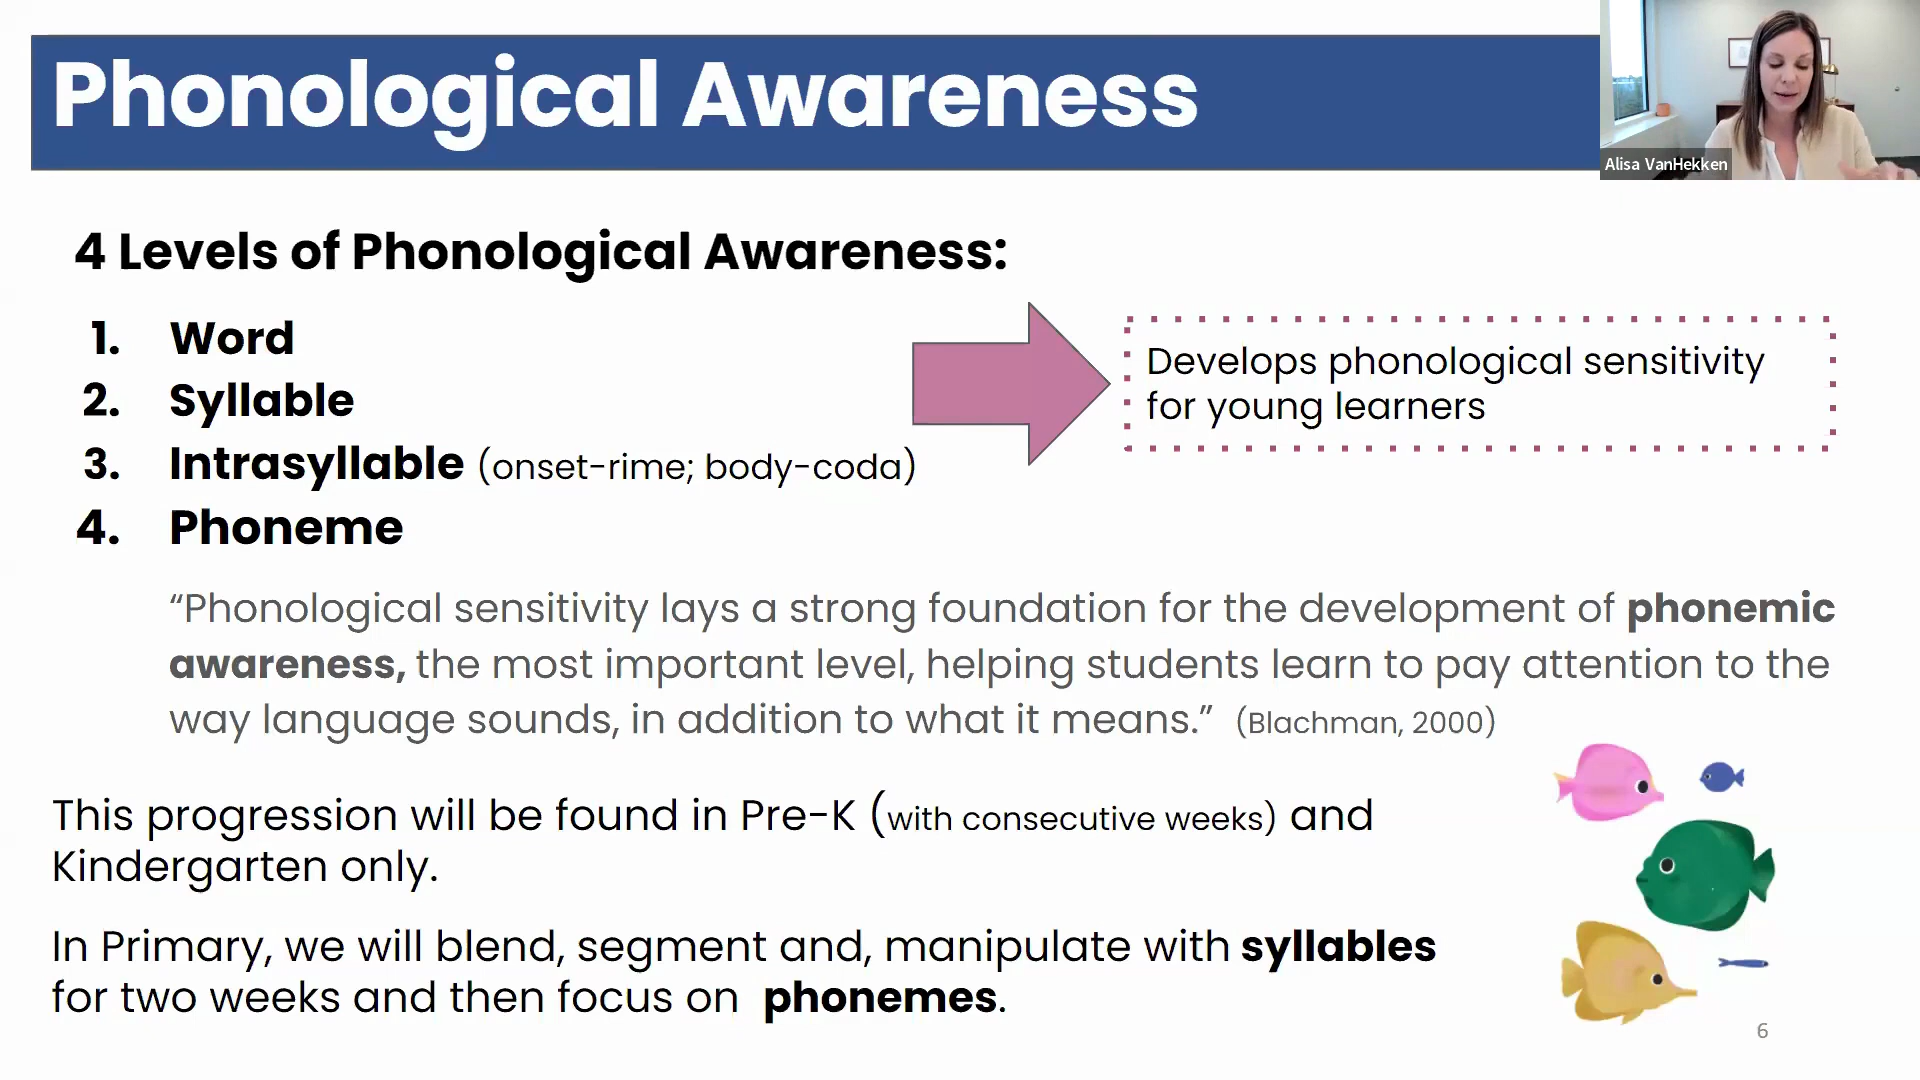 Phonological Awareness
Alisa VanHekken
4 Levels of Phonological Awareness:
1. Word
2. Syllable
3. Intrasyllable (onset-rime; body-coda)
4. Phoneme
Develops phonological sensitivity
for young learners
“Phonological sensitivity lays a strong foundation for the development of phonemic
awareness, the most important level, helping students learn to pay attention to the
way language sounds, in addition to what it means.” (Blachman, 2000)
This progression will be found in Pre-K (with consecutive weeks) and
Kindergarten only.
In Primary, we will blend, segment and, manipulate with syllables
for two weeks and then focus on phonemes.
6